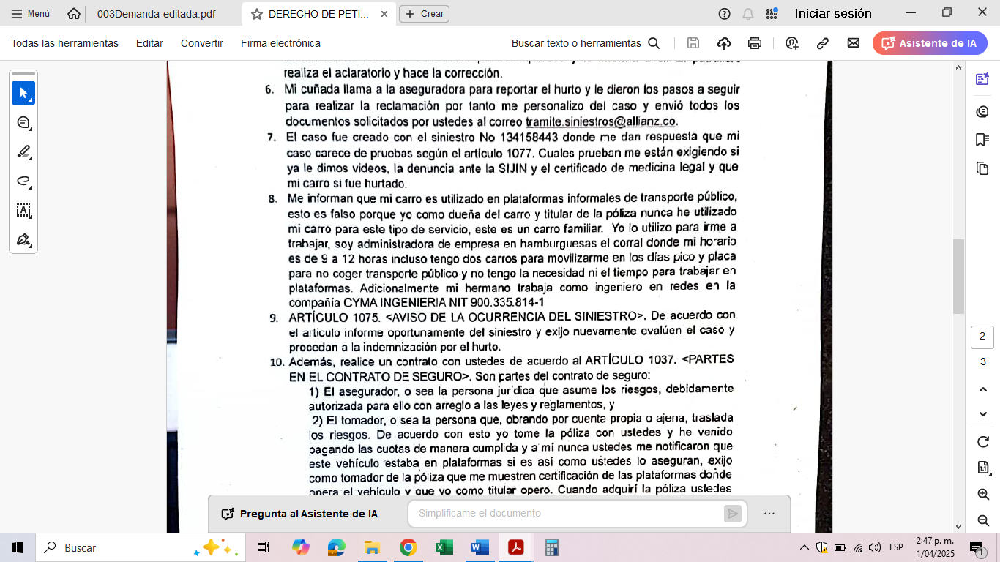 Menú
003Demanda-editada.pdf
DERECHO DE PETI...
Crear
Iniciar sesión
Todas las herramientas
Editar
Convertir
Firma electrónica
Buscar texto o herramientas
Asistente de IA
realiza el aclaratorio y hace la corrección.
6. Mi cuñada llama a la aseguradora para reportar el hurto y le dieron los pasos a seguir
para realizar la reclamación por tanto me personalizo del caso y envió todos los
documentos solicitados por ustedes al correo tramite.siniestros@allianz.co.
7. El caso fue creado con el siniestro No 134158443 donde me dan respuesta que mi
caso carece de pruebas según el artículo 1077. Cuales prueban me están exigiendo si
ya le dimos videos, la denuncia ante la SIJIN y el certificado de medicina legal y que
mi carro si fue hurtado.
8. Me informan que mi carro es utilizado en plataformas informales de transporte público,
esto es falso porque yo como dueña del carro y titular de la póliza nunca he utilizado
mi carro para este tipo de servicio, este es un carro familiar. Yo lo utilizo para irme a
trabajar, soy administradora de empresa en hamburguesas el corral donde mi horario
es de 9 a 12 horas incluso tengo dos carros para movilizarme en los días pico y placa
para no coger transporte público y no tengo la necesidad ni el tiempo para trabajar en
plataformas. Adicionalmente mi hermano trabaja como ingeniero en redes en la
compañía CYMA INGENIERIA NIT 900.335.814-1
9. ARTÍCULO 1075. <AVISO DE LA OCURRENCIA DEL SINIESTRO>. De acuerdo con
el articulo informe oportunamente del siniestro y exijo nuevamente evalúen el caso y
procedan a la indemnización por el hurto.
10. Además, realice un contrato con ustedes de acuerdo al ARTÍCULO 1037. <PARTES
EN EL CONTRATO DE SEGURO>. Son partes del contrato de seguro:
1) El asegurador, o sea la persona jurídica que asume los riesgos, debidamente
autorizada para ello con arreglo a las leyes y reglamentos, y
2) El tomador, o sea la persona que, obrando por cuenta propia o ajena, traslada
los riesgos. De acuerdo con esto yo tome la póliza con ustedes y he venido
pagando las cuotas de manera cumplida y a mí nunca ustedes me notificaron que
este vehículo estaba en plataformas si es así como ustedes lo aseguran, exijo
como tomador de la póliza que me muestren certificación de las plataformas donde
opera el vehículo y que yo como titular opero. Cuando adquirí la póliza ustedes
Pregunta al Asistente de IA
Simplificame el documento
2
3
Buscar
ESP
2:47 p. m.
1/04/2025
1